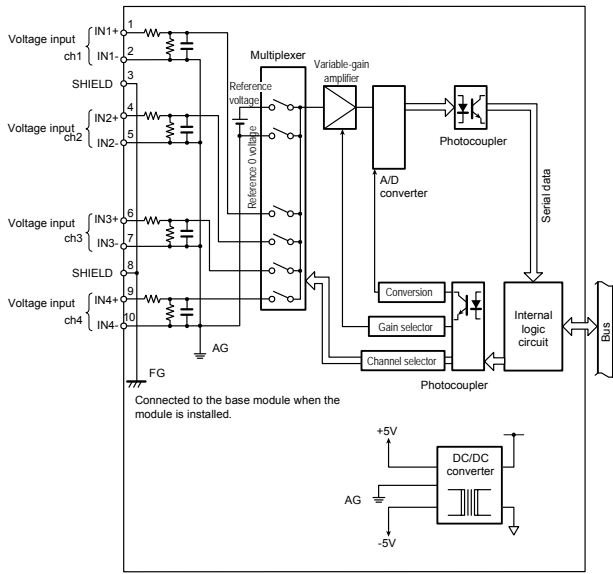 Voltage input
ch1
1
IN1+
2
IN1-
3
SHIELD
Voltage input
ch2
4
IN2+
5
IN2-
Voltage input
ch3
6
IN3+
7
IN3-
8
SHIELD
Voltage input
ch4
9
IN4+
10
IN4-
AG
FG
Connected to the base module when the
module is installed.
Multiplexer
Reference
voltage
Reference 0 voltage
Variable-gain
amplifier
A/D
converter
Photocoupler
Serial data
Conversion
Gain selector
Channel selector
Photocoupler
Internal
logic
circuit
Bus
+5V
AG
-5V
DC/DC
converter